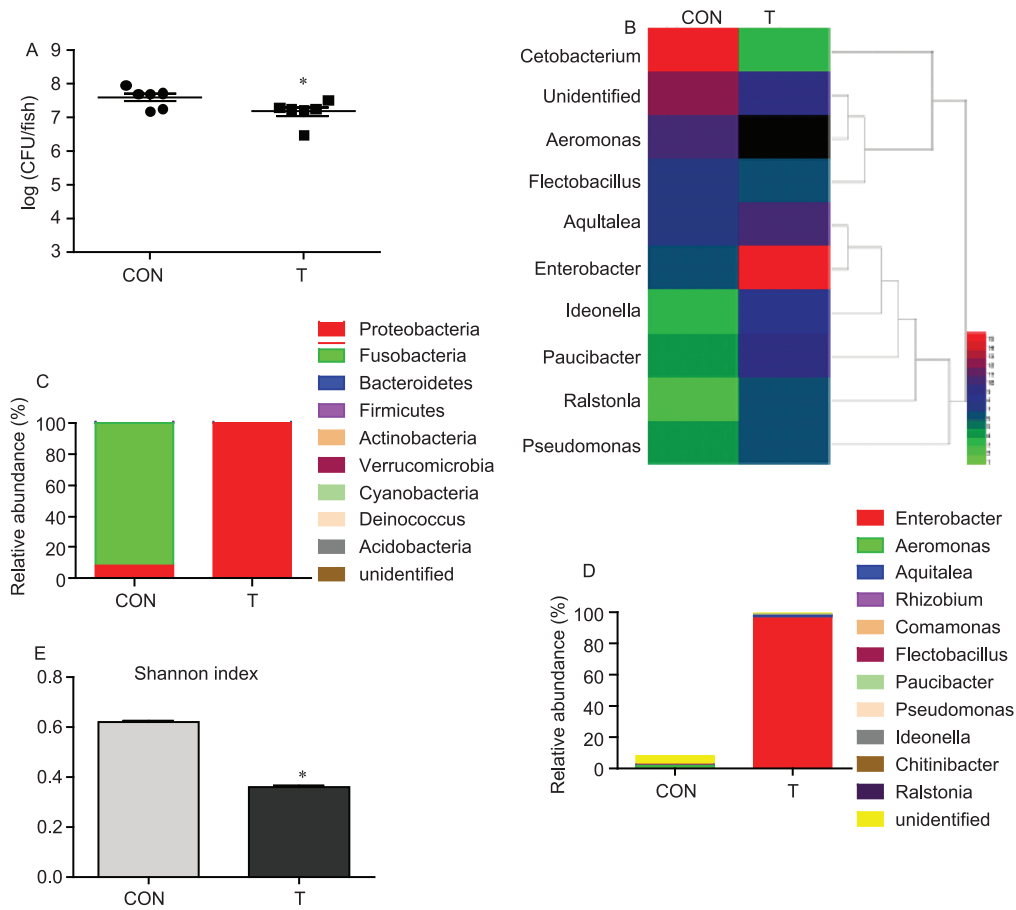 A
9
8
7
6
5
4
3
log (CFU/fish)
*
CON
T
B
CON
T
Cetobacterium
Unidentified
Aeromonas
Flectobacillus
Aqultalea
Enterobacter
Ideonella
Paucibacter
Ralstonla
Pseudomonas
C
100
80
60
40
20
0
Relative abundance (%)
CON
T
Proteobacteria
Fusobacteria
Bacteroidetes
Firmicutes
Actinobacteria
Verrucomicrobia
Cyanobacteria
Deinococcus
Acidobacteria
unidentified
D
100
80
60
40
20
0
Relative abundance (%)
CON
T
Enterobacter
Aeromonas
Aquitalea
Rhizobium
Comamonas
Flectobacillus
Paucibacter
Pseudomonas
Ideonella
Chitinibacter
Ralstonia
unidentified
E
Shannon index
0.8
0.6
0.4
0.2
0.0
*
CON
T